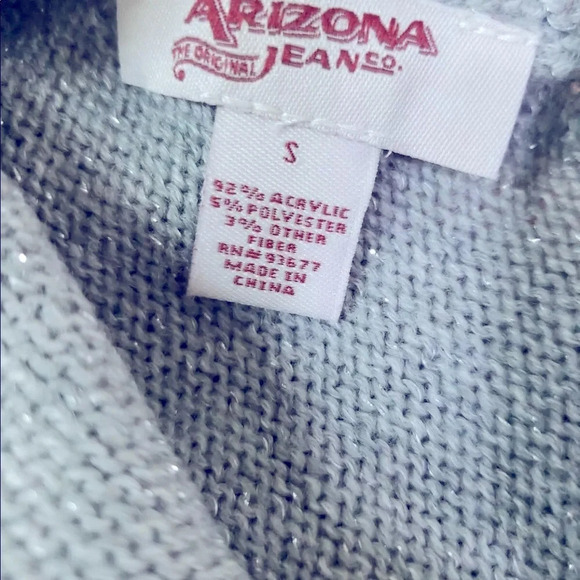 ARIZONA
THE ORIGINAL JEAN CO.
S
92% ACRYLIC
5% POLYESTER
3% OTHER
FIBER
RN# 93677
MADE IN
CHINA